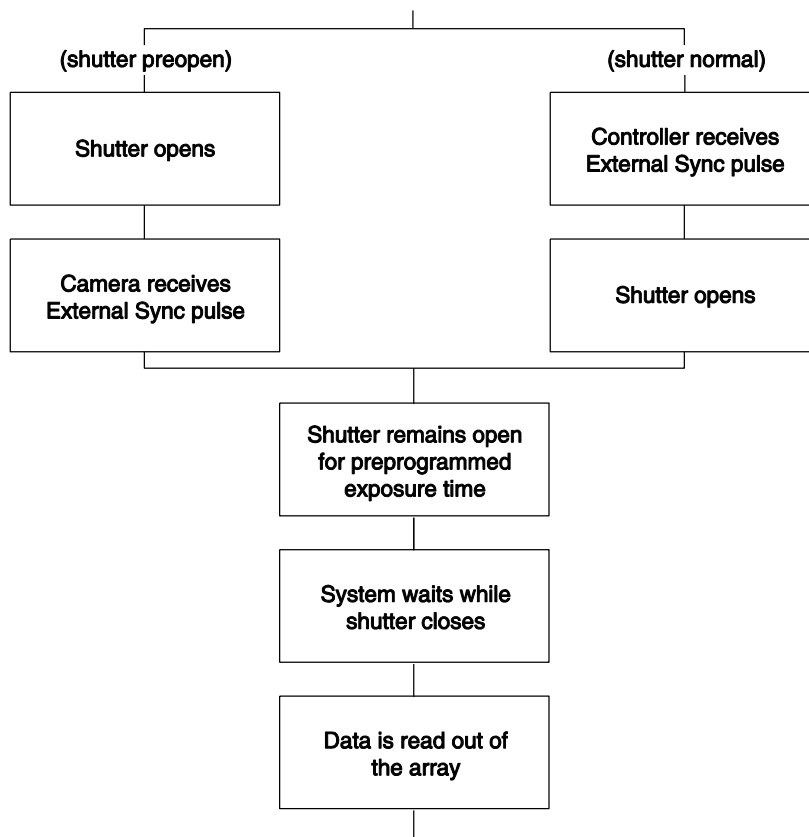 (shutter preopen)
(shutter normal)
Shutter opens
Controller receives
External Sync pulse
Camera receives
External Sync pulse
Shutter opens
Shutter remains open
for preprogrammed
exposure time
System waits while
shutter closes
Data is read out of
the array